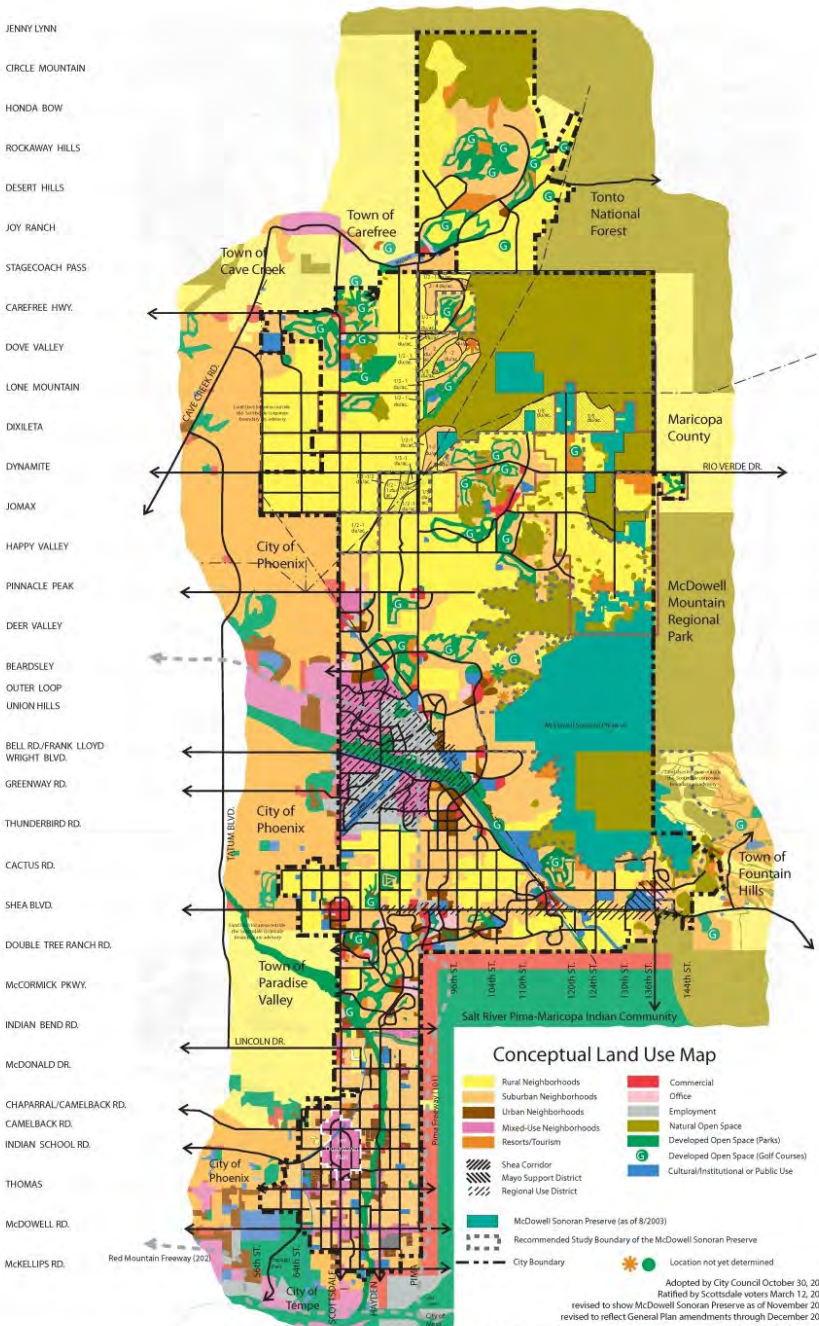 JENNY LYNN
CIRCLE MOUNTAIN
HONDA BOW
ROCKAWAY HILLS
DESERT HILLS
JOY RANCH
STAGECOACH PASS
CAREFREE HWY.
DOVE VALLEY
LONE MOUNTAIN
DIXILETA
DYNAMITE
JOMAX
HAPPY VALLEY
PINNACLE PEAK
DEER VALLEY
BEARDSLEY
OUTER LOOP
UNION HILLS
BELL RD./FRANK LLOYD
WRIGHT BLVD.
GREENWAY RD.
THUNDERBIRD RD.
CACTUS RD.
SHEA BLVD.
DOUBLE TREE RANCH RD.
McCORMICK PKWY.
INDIAN BEND RD.
McDONALD DR.
CHAPARRAL/CAMELBACK RD.
CAMELBACK RD.
INDIAN SCHOOL RD.
THOMAS
McDOWELL RD.
McKELLIPS RD.
Town of
Carefree
Town of
Cave Creek
Tonto
National
Forest
CAVE CREEK RD.
Maricopa
County
RIO VERDE DR.
City of
Phoenix
McDowell
Mountain
Regional
Park
McDowell Sonoran Preserve
City of
Phoenix
TATUM BLVD.
Town of
Fountain
Hills
Town of
Paradise
Valley
96th ST.
104th ST.
110th ST.
120th ST.
124th ST.
130th ST.
136th ST.
144th ST.
Salt River Pima-Maricopa Indian Community
LINCOLN DR.
Pima Freeway (101)
City of
Phoenix
Red Mountain Freeway (202)
56th ST.
64th ST.
City of
Tempe
SCOTTSDALE
HAYDEN
PIMA
Conceptual Land Use Map
Rural Neighborhoods
Suburban Neighborhoods
Urban Neighborhoods
Mixed-Use Neighborhoods
Resorts/Tourism
Shea Corridor
Mayo Support District
Regional Use District
Commercial
Office
Employment
Natural Open Space
Developed Open Space (Parks)
G
Developed Open Space (Golf Courses)
Cultural/Institutional or Public Use
McDowell Sonoran Preserve (as of 8/2003)
Recommended Study Boundary of the McDowell Sonoran Preserve
City Boundary
Location not yet determined
Adopted by City Council October 30, 20
Ratified by Scottsdale voters March 12, 20
revised to show McDowell Sonoran Preserve as of November 20
revised to reflect General Plan amendments through December 20